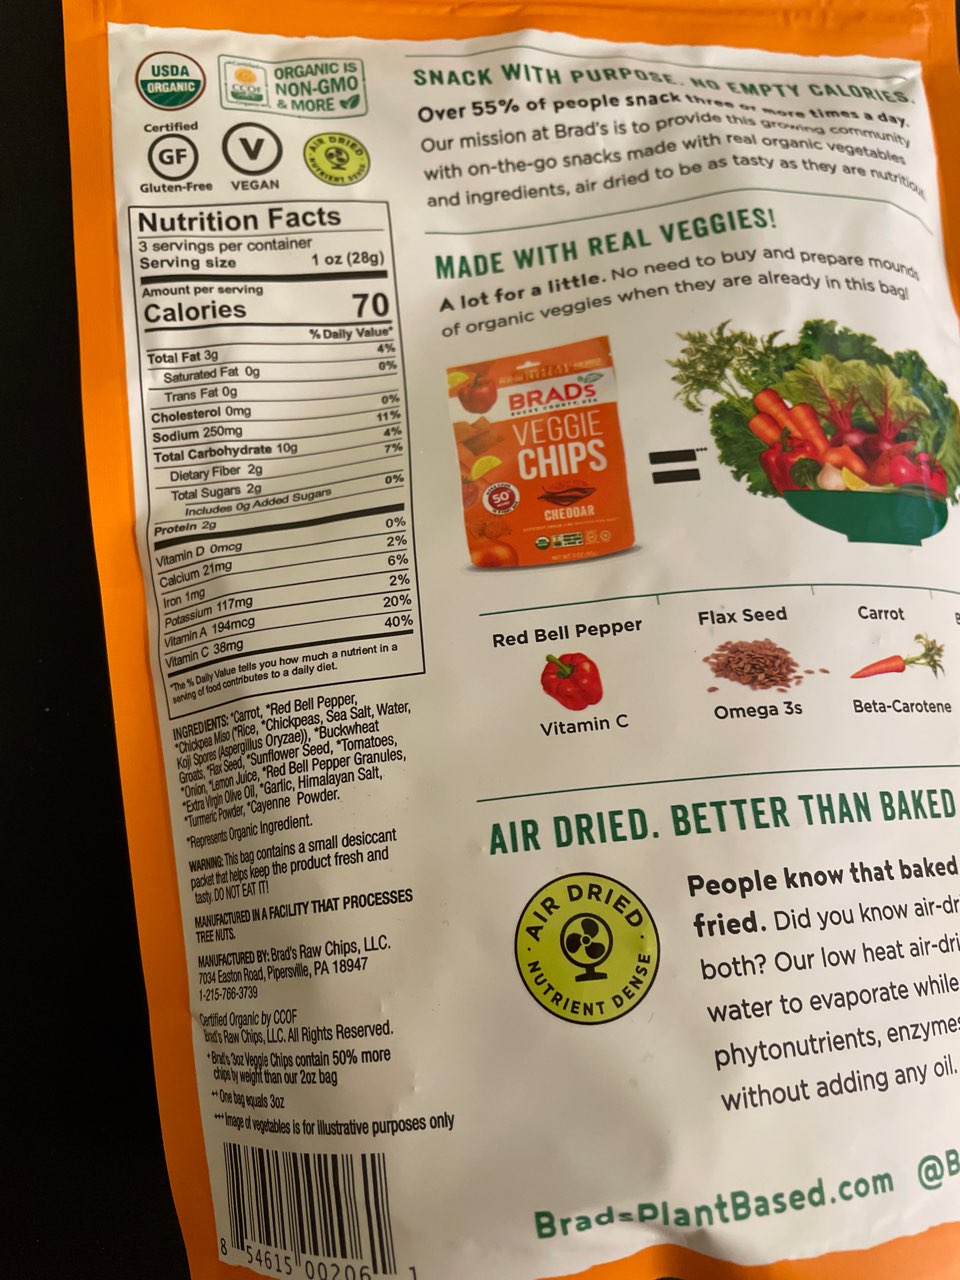 USDA
ORGANIC
CCOF
ORGANIC IS
NON-GMO
& MORE
Certified
GF
Gluten-Free
V
VEGAN
AIR DRIED
NUTRIENT DENSE
Nutrition Facts
3 servings per container
Serving size 1 oz (28g)
Amount per serving
Calories 70
% Daily Value*
Total Fat 3g 4%
Saturated Fat 0g 0%
Trans Fat 0g
Cholesterol 0mg 0%
Sodium 250mg 11%
Total Carbohydrate 10g 4%
Dietary Fiber 2g 7%
Total Sugars 2g
Includes 0g Added Sugars 0%
Protein 2g
Vitamin D 0mcg 0%
Calcium 21mg 2%
Iron 1mg 6%
Potassium 117mg 2%
Vitamin A 194mcg 20%
Vitamin C 38mg 40%
*The % Daily Value tells you how much a nutrient in a
serving of food contributes to a daily diet.
INGREDIENTS: *Carrot, *Red Bell Pepper,
*Chickpea Miso (*Rice, *Chickpeas, Sea Salt, Water,
Koji Spores (Aspergillus Oryzae)), *Buckwheat
Groats, *Flax Seed, *Sunflower Seed, *Tomatoes,
*Onion, *Lemon Juice, *Red Bell Pepper Granules,
*Extra Virgin Olive Oil, *Garlic, Himalayan Salt,
*Turmeric Powder, *Cayenne Powder.
*Represents Organic Ingredient.
WARNING: This bag contains a small desiccant
packet that helps keep the product fresh and
tasty. DO NOT EAT IT!
MANUFACTURED IN A FACILITY THAT PROCESSES
TREE NUTS.
MANUFACTURED BY: Brad's Raw Chips, LLC.
7034 Easton Road, Pipersville, PA 18947
1-215-766-3739
Certified Organic by CCOF
Brad's Raw Chips, LLC. All Rights Reserved.
* Brad's 3oz Veggie Chips contain 50% more
chips by weight than our 2oz bag
** One bag equals 3oz
*** Image of vegetables is for illustrative purposes only
8 54615 00206 1
SNACK WITH PURPOSE. NO EMPTY CALORIES.
Over 55% of people snack three or more times a day.
Our mission at Brad's is to provide this growing community
with on-the-go snacks made with real organic vegetables
and ingredients, air dried to be as tasty as they are nutritious
MADE WITH REAL VEGGIES!
A lot for a little. No need to buy and prepare mounds
of organic veggies when they are already in this bag!
BRAD'S
BUCKS COUNTY, USA
VEGGIE
CHIPS
50
CHEDDAR
= ***
Red Bell Pepper
Vitamin C
Flax Seed
Omega 3s
Carrot
Beta-Carotene
AIR DRIED. BETTER THAN BAKED
AIR DRIED
NUTRIENT DENSE
People know that baked
fried. Did you know air-dri
both? Our low heat air-dri
water to evaporate while
phytonutrients, enzymes
without adding any oil.
BradsPlantBased.com @B